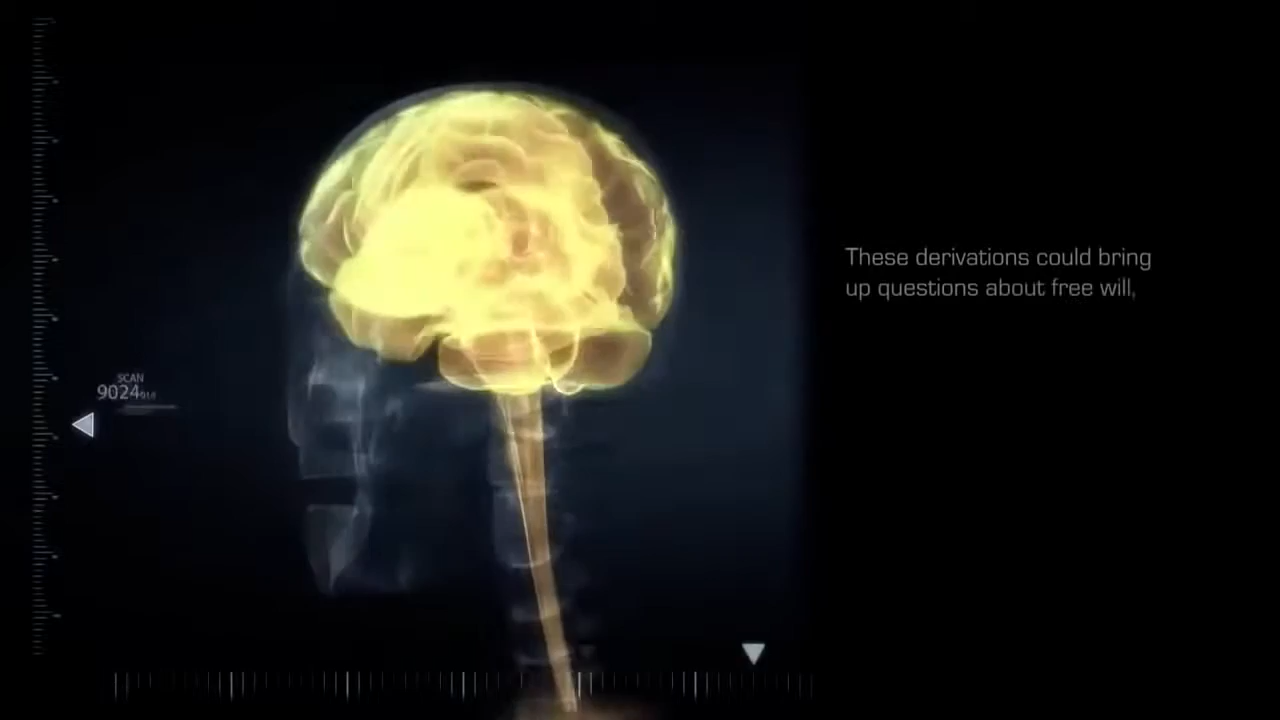 These derivations could bring
up questions about free will,
SCAN
9024